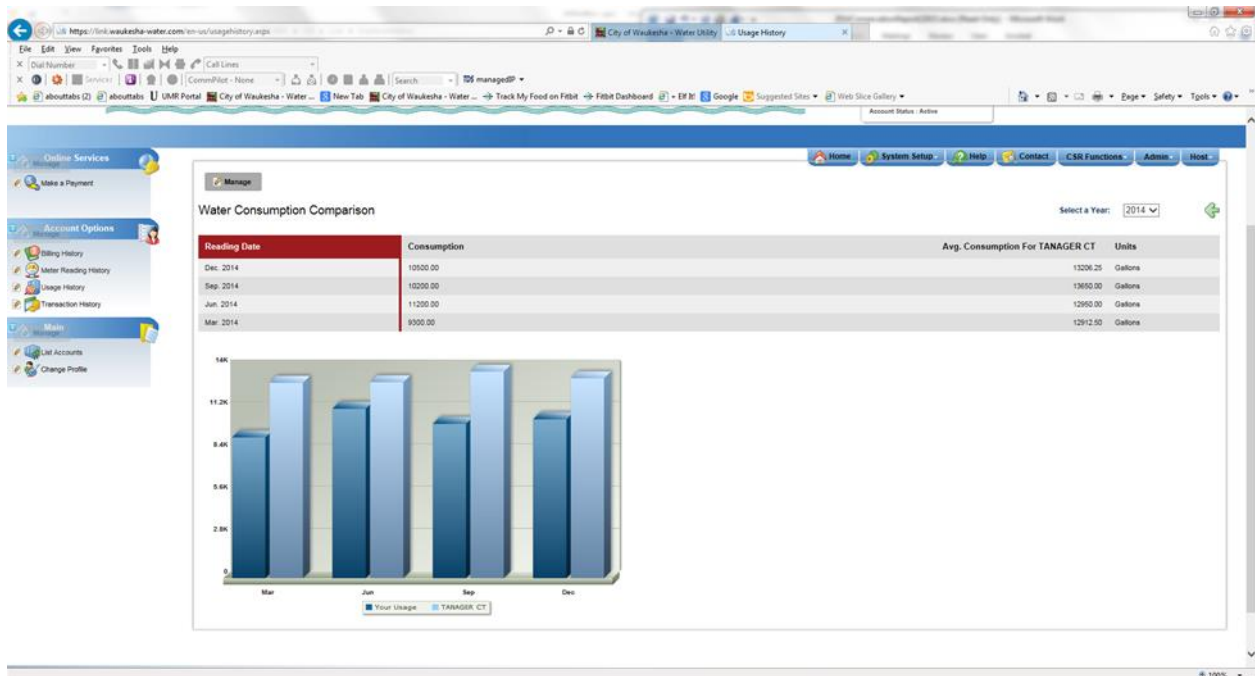 https://link.waukesha-water.com/en-us/usagehistory.aspx
City of Waukesha - Water Utility
Usage History
File Edit View Favorites Tools Help
Dial Number
Call Lines
Services
CommPilot - None
Search
TDS managedIP
abouttabs (2) abouttabs UMR Portal City of Waukesha - Water ... New Tab City of Waukesha - Water ... Track My Food on Fitbit Fitbit Dashboard Google Suggested Sites Web Slice Gallery
Page Safety Tools
Account Status : Active
Home System Setup Help Contact CSR Functions Admin Host
Online Services
Make a Payment
Account Options
Billing History
Meter Reading History
Usage History
Transaction History
Main
List Accounts
Change Profile
Manage
Water Consumption Comparison
Select a Year: 2014
Reading Date Consumption Avg. Consumption For TANAGER CT Units
Dec. 2014 10500.00 13206.25 Gallons
Sep. 2014 10200.00 13650.00 Gallons
Jun. 2014 11200.00 12950.00 Gallons
Mar. 2014 9300.00 12912.50 Gallons
14K
11.2K
8.4K
5.6K
2.8K
0
Mar Jun Sep Dec
Your Usage TANAGER CT
100%